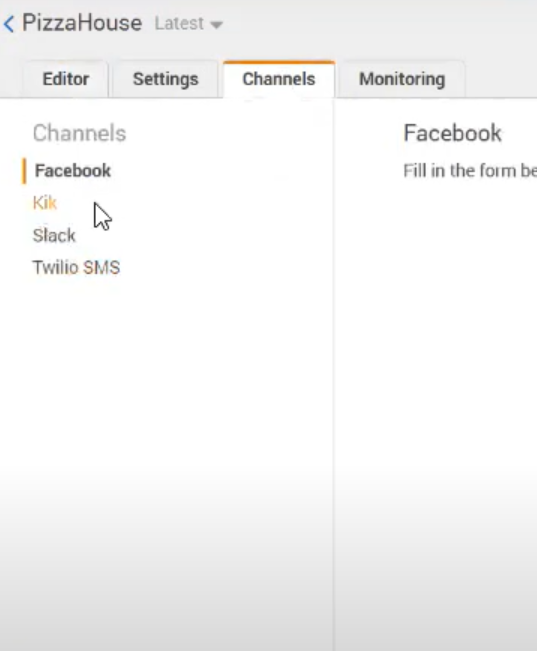 PizzaHouse Latest
Editor Settings Channels Monitoring
Channels
Facebook
Kik
Slack
Twilio SMS
Facebook
Fill in the form be